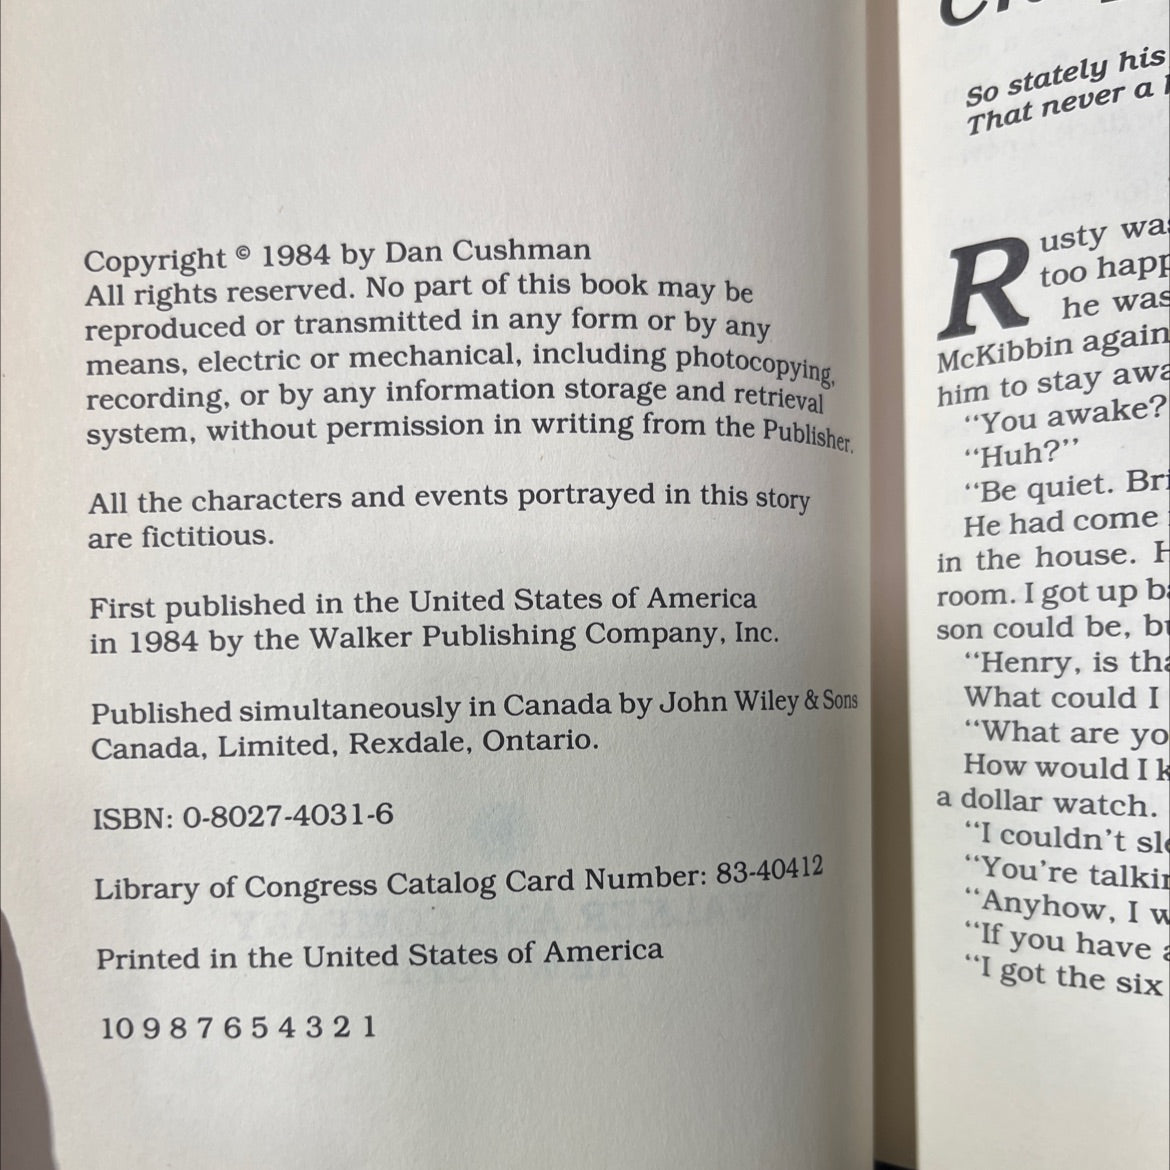 Copyright © 1984 by Dan Cushman
All rights reserved. No part of this book may be
reproduced or transmitted in any form or by any
means, electric or mechanical, including photocopying,
recording, or by any information storage and retrieval
system, without permission in writing from the Publisher.
All the characters and events portrayed in this story
are fictitious.
First published in the United States of America
in 1984 by the Walker Publishing Company, Inc.
Published simultaneously in Canada by John Wiley & Sons
Canada, Limited, Rexdale, Ontario.
ISBN: 0-8027-4031-6
Library of Congress Catalog Card Number: 83-40412
Printed in the United States of America
10 9 8 7 6 5 4 3 2 1
So stately his
That never a
Rusty was
too happ
he was
McKibbin again
him to stay awa
“You awake?
“Huh?”
“Be quiet. Bri
He had come
in the house. H
room. I got up ba
son could be, bu
“Henry, is tha
What could I
“What are yo
How would I k
a dollar watch.
“I couldn’t sle
“You’re talkin
“Anyhow, I w
“If you have a
“I got the six